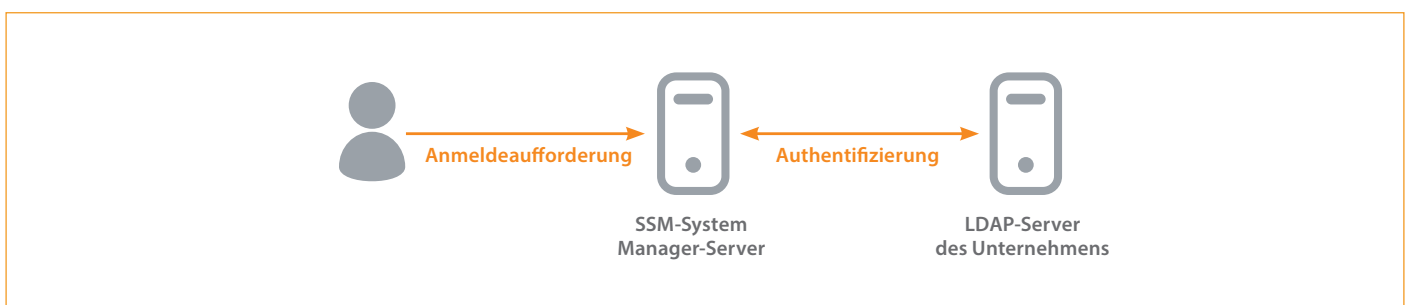 Anmeldeaufforderung
Authentifizierung
SSM-System
Manager-Server
LDAP-Server
des Unternehmens